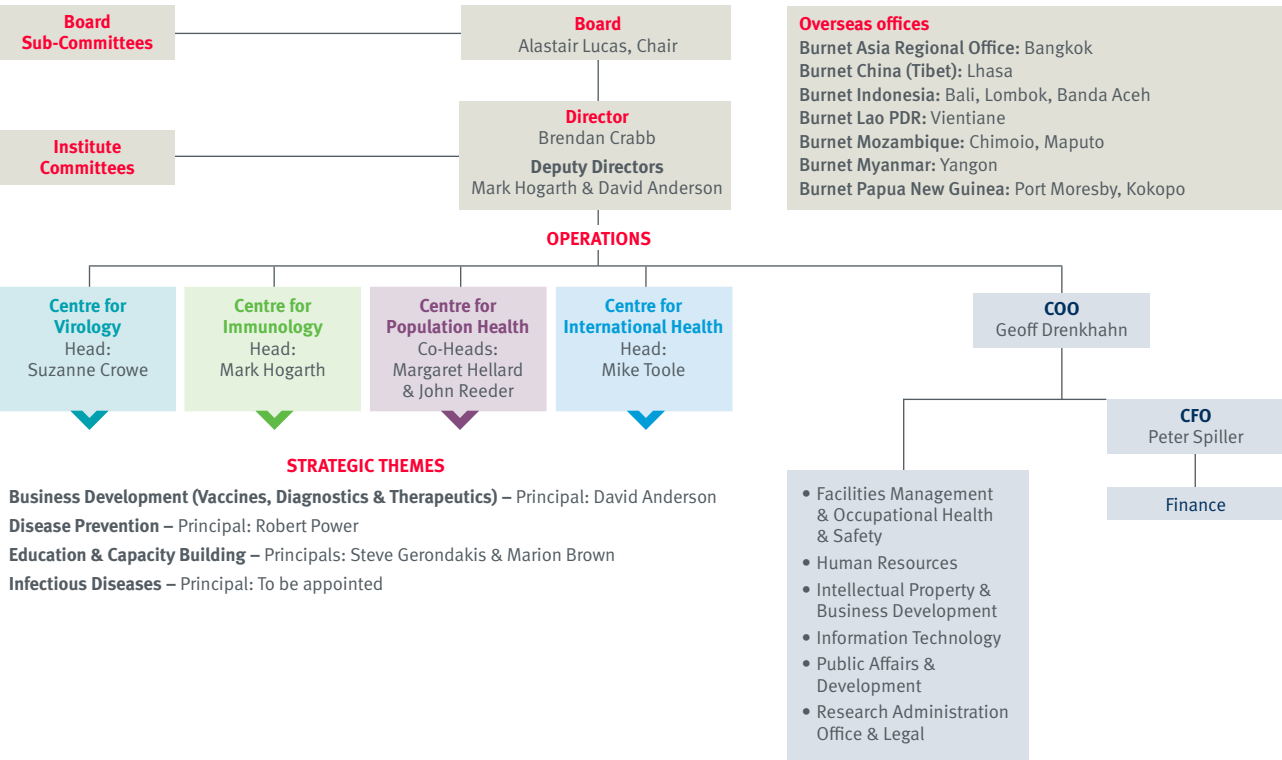 Board
Sub-Committees
Board
Alastair Lucas, Chair
Institute
Committees
Director
Brendan Crabb
Deputy Directors
Mark Hogarth & David Anderson
Overseas offices
Burnet Asia Regional Office: Bangkok
Burnet China (Tibet): Lhasa
Burnet Indonesia: Bali, Lombok, Banda Aceh
Burnet Lao PDR: Vientiane
Burnet Mozambique: Chimoio, Maputo
Burnet Myanmar: Yangon
Burnet Papua New Guinea: Port Moresby, Kokopo
OPERATIONS
Centre for
Virology
Head:
Suzanne Crowe
Centre for
Immunology
Head:
Mark Hogarth
Centre for
Population Health
Co-Heads:
Margaret Hellard
& John Reeder
Centre for
International Health
Head:
Mike Toole
COO
Geoff Drenkhahn
CFO
Peter Spiller
Finance
• Facilities Management
& Occupational Health
& Safety
• Human Resources
• Intellectual Property &
Business Development
• Information Technology
• Public Affairs &
Development
• Research Administration
Office & Legal
STRATEGIC THEMES
Business Development (Vaccines, Diagnostics & Therapeutics) – Principal: David Anderson
Disease Prevention – Principal: Robert Power
Education & Capacity Building – Principals: Steve Gerondakis & Marion Brown
Infectious Diseases – Principal: To be appointed